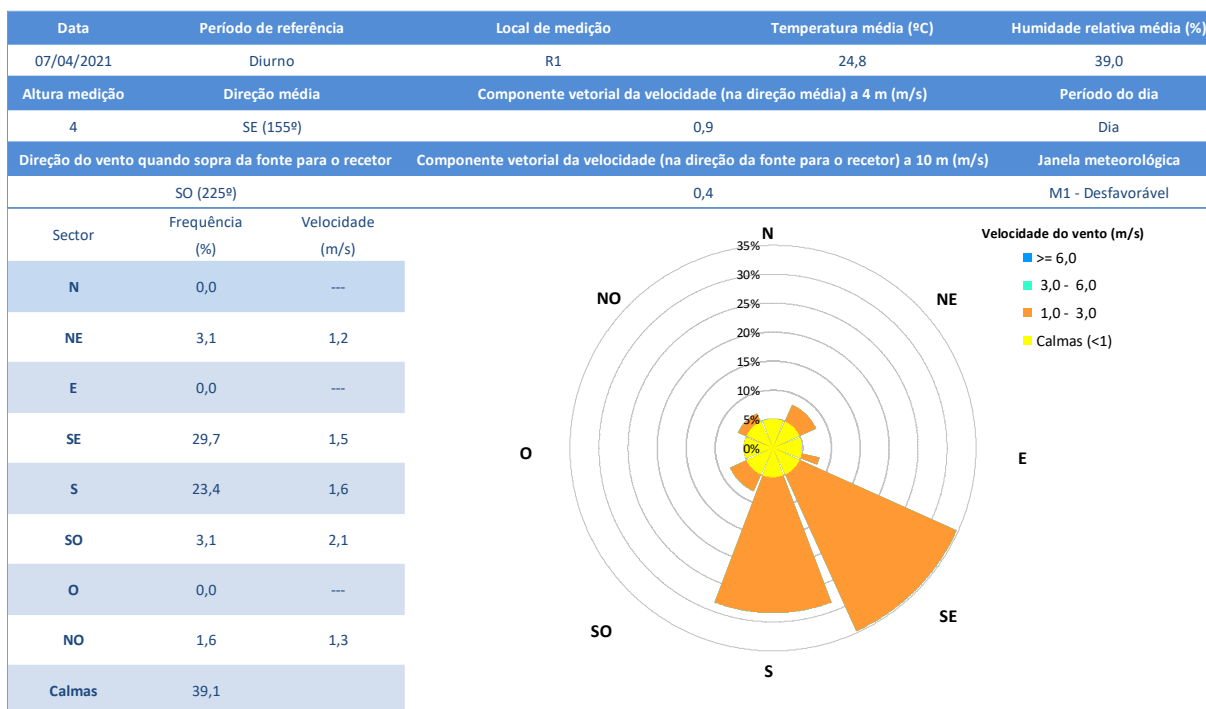 Data Período de referência Local de medição Temperatura média (ºC) Humidade relativa média (%)
07/04/2021 Diurno R1 24,8 39,0
Altura medição Direção média Componente vetorial da velocidade (na direção média) a 4 m (m/s) Período do dia
4 SE (155º) 0,9 Dia
Direção do vento quando sopra da fonte para o recetor Componente vetorial da velocidade (na direção da fonte para o recetor) a 10 m (m/s) Janela meteorológica
SO (225º) 0,4 M1 - Desfavorável
Sector Frequência (%) Velocidade (m/s)
N 0,0 ---
NE 3,1 1,2
E 0,0 ---
SE 29,7 1,5
S 23,4 1,6
SO 3,1 2,1
O 0,0 ---
NO 1,6 1,3
Calmas 39,1
N
NE
E
SE
S
SO
O
NO
35%
30%
25%
20%
15%
10%
5%
0%
Velocidade do vento (m/s)
>= 6,0
3,0 - 6,0
1,0 - 3,0
Calmas (<1)